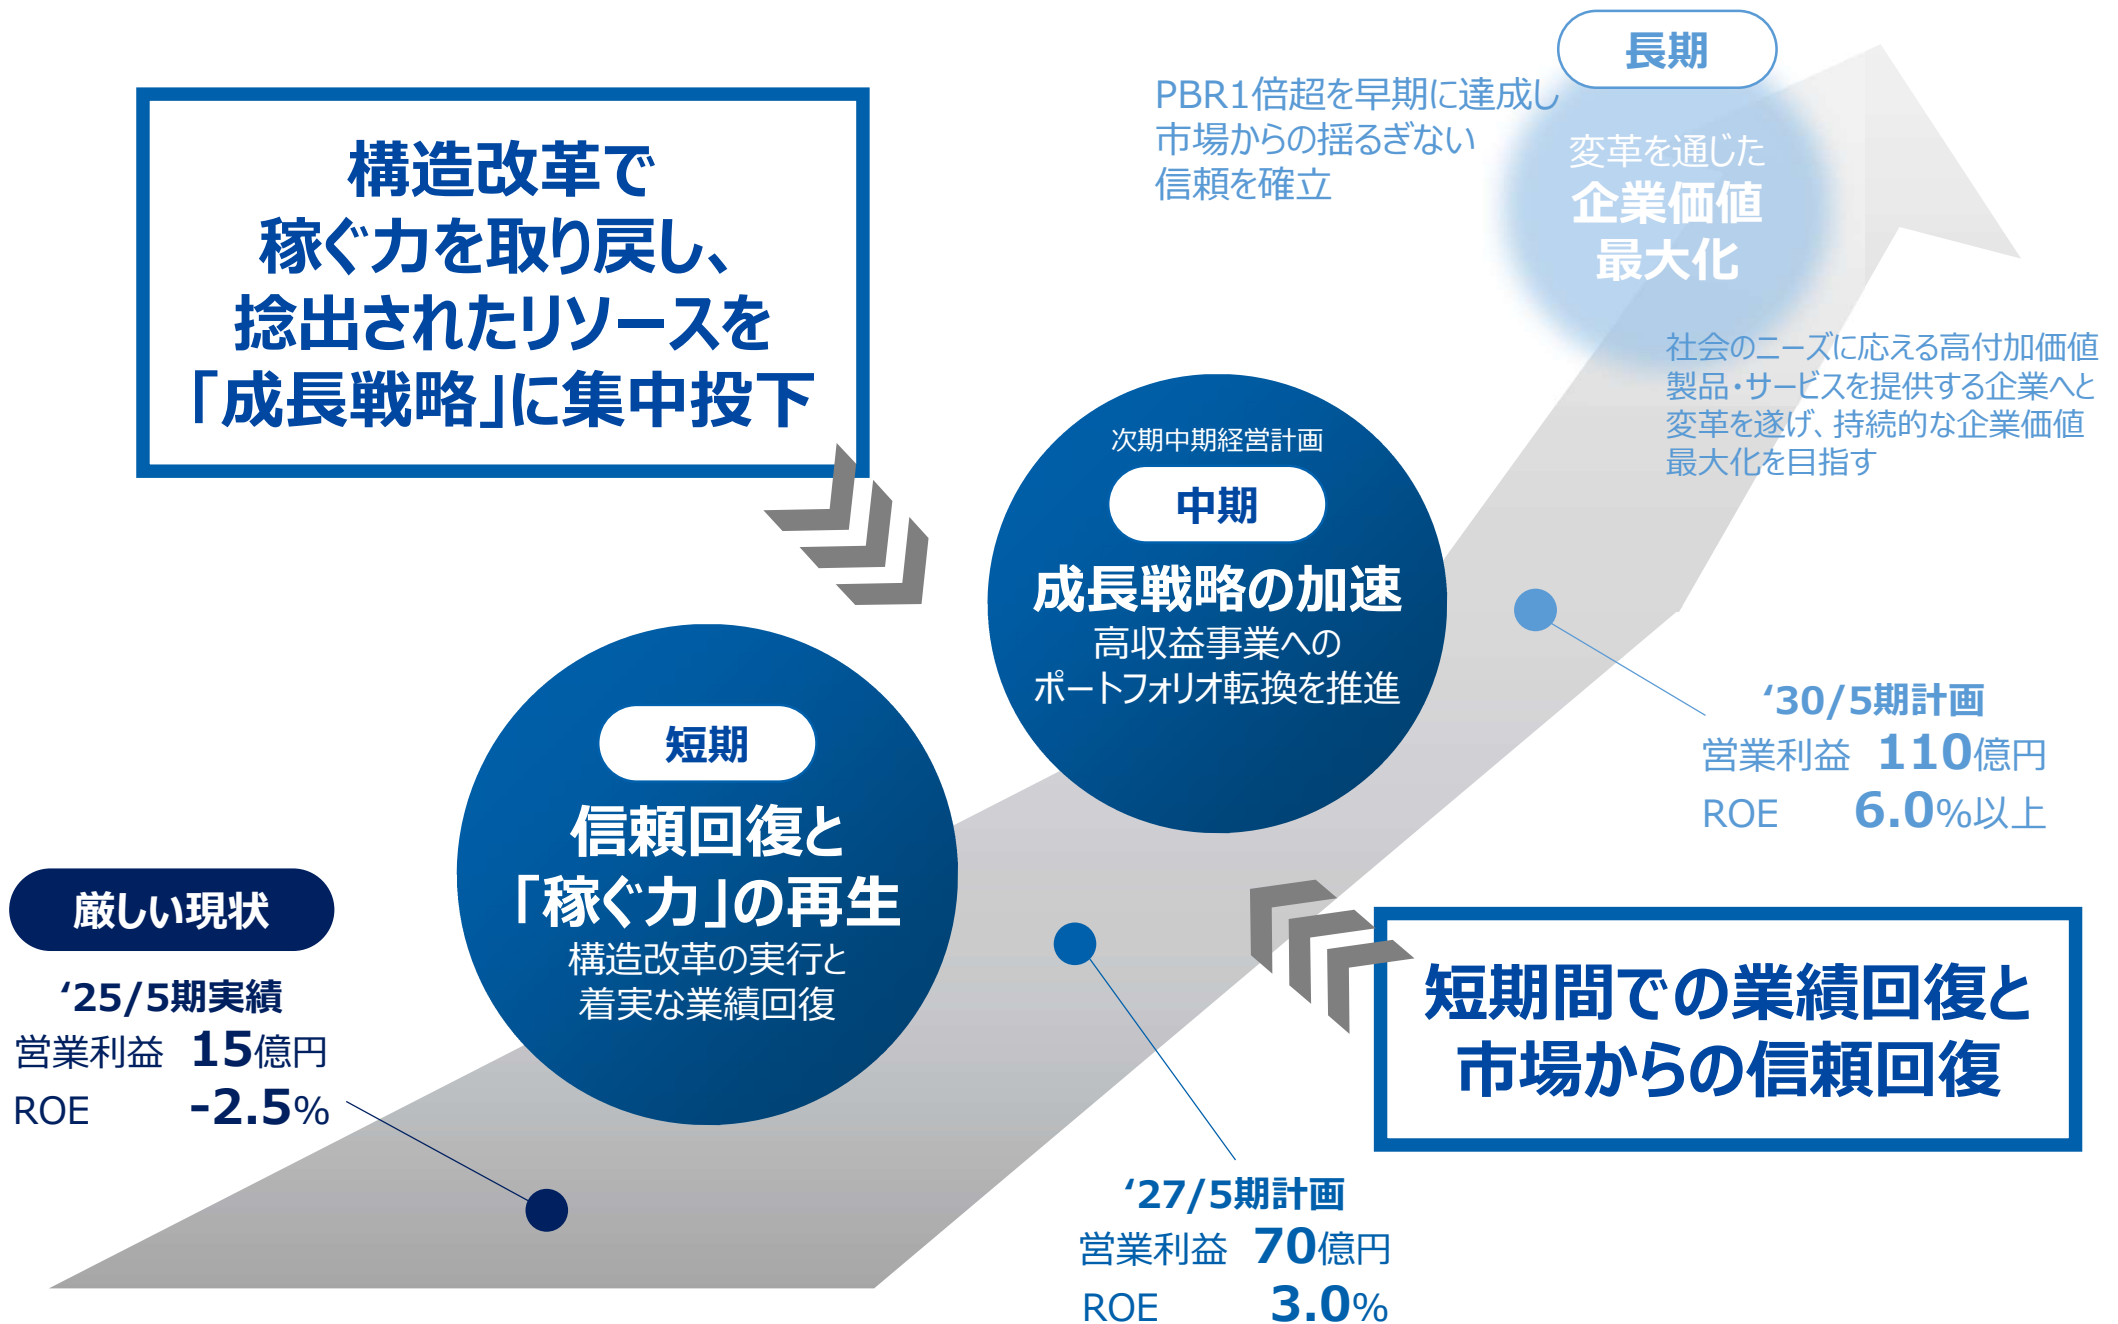 構造改革で
稼ぐ力を取り戻し、
捻出されたリソースを
「成長戦略」に集中投下
長期
PBR1倍超を早期に達成し
市場からの揺るぎない
信頼を確立
変革を通じた
企業価値
最大化
社会のニーズに応える高付加価値
製品・サービスを提供する企業へと
変革を遂げ、持続的な企業価値
最大化を目指す
次期中期経営計画
中期
成長戦略の加速
高収益事業への
ポートフォリオ転換を推進
‘30/5期計画
営業利益 110億円
ROE 6.0%以上
短期
信頼回復と
「稼ぐ力」の再生
構造改革の実行と
着実な業績回復
厳しい現状
‘25/5期実績
営業利益 15億円
ROE -2.5%
短期間での業績回復と
市場からの信頼回復
‘27/5期計画
営業利益 70億円
ROE 3.0%